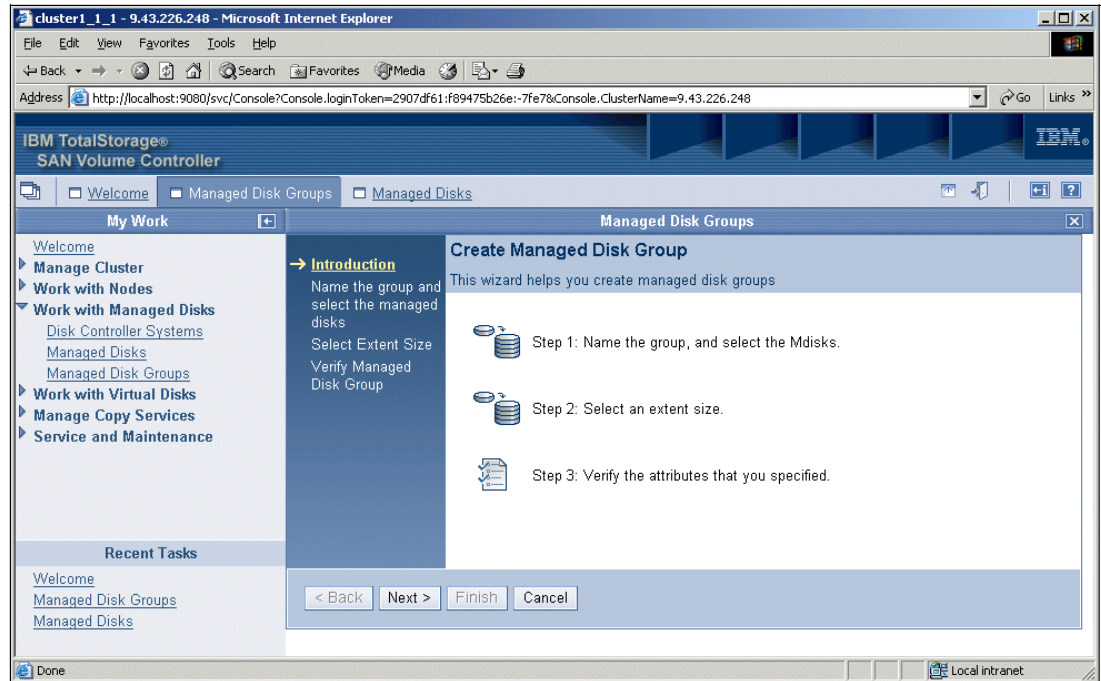 cluster1_1_1 - 9.43.226.248 - Microsoft Internet Explorer
File Edit View Favorites Tools Help
Back Search Favorites Media
Address http://localhost:9080/svc/Console?Console.loginToken=2907df61:f89475b26e:-7fe7&Console.ClusterName=9.43.226.248 Go Links »
IBM TotalStorage®
SAN Volume Controller
IBM®
Welcome Managed Disk Groups Managed Disks
My Work
Managed Disk Groups
Welcome
Manage Cluster
Work with Nodes
Work with Managed Disks
Disk Controller Systems
Managed Disks
Managed Disk Groups
Work with Virtual Disks
Manage Copy Services
Service and Maintenance
Recent Tasks
Welcome
Managed Disk Groups
Managed Disks
Introduction
Name the group and
select the managed
disks
Select Extent Size
Verify Managed
Disk Group
Create Managed Disk Group
This wizard helps you create managed disk groups
Step 1: Name the group, and select the Mdisks.
Step 2: Select an extent size.
Step 3: Verify the attributes that you specified.
< Back Next > Finish Cancel
Done Local intranet